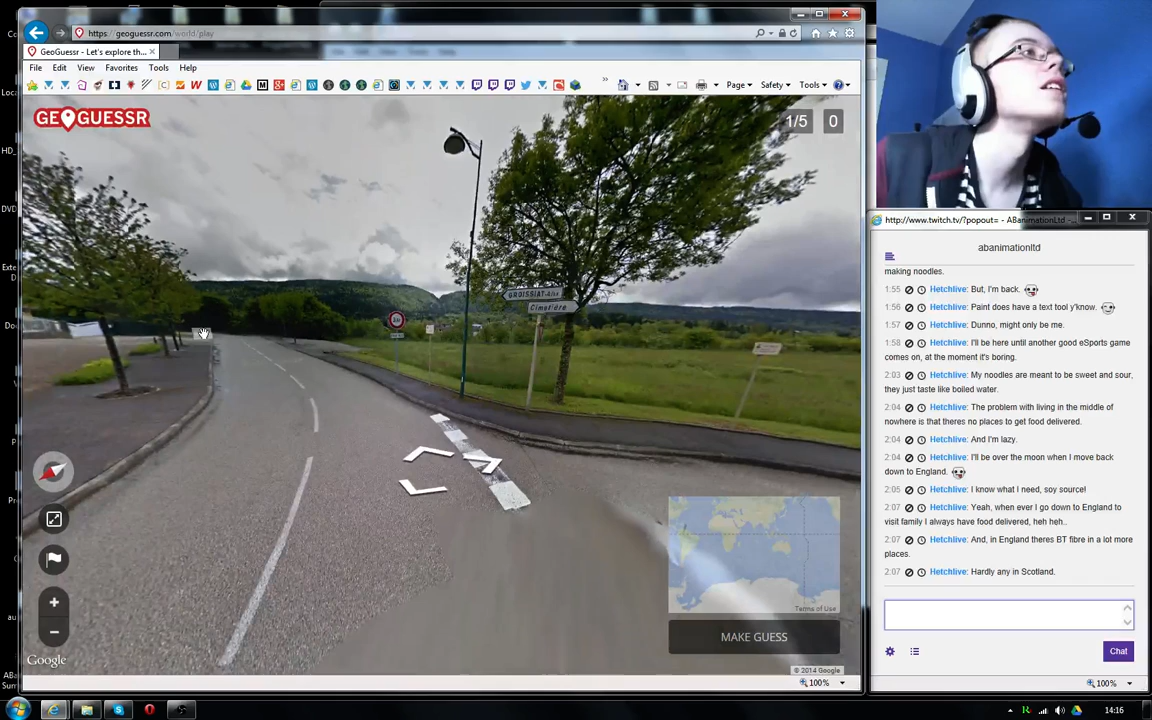 https://geoguessr.com/world/play
GeoGuessr - Let's explore th...
File Edit View Favorites Tools Help
Page Safety Tools
GEOGUESSR
1/5 0
GROISSIAT
Cimetière
Terms of Use
MAKE GUESS
Google
© 2014 Google
100%
http://www.twitch.tv/?popout= - ABanimationLtd -...
abanimationltd
making noodles.
1:55 Hetchlive: But, I'm back.
1:56 Hetchlive: Paint does have a text tool y'know.
1:57 Hetchlive: Dunno, might only be me.
1:58 Hetchlive: I'll be here until another good eSports game
comes on, at the moment it's boring.
2:03 Hetchlive: My noodles are meant to be sweet and sour,
they just taste like boiled water.
2:04 Hetchlive: The problem with living in the middle of
nowhere is that theres no places to get food delivered.
2:04 Hetchlive: And I'm lazy.
2:04 Hetchlive: I'll be over the moon when I move back
down to England.
2:05 Hetchlive: I know what I need, soy source!
2:07 Hetchlive: Yeah, when ever I go down to England to
visit family I always have food delivered, heh heh..
2:07 Hetchlive: And, in England theres BT fibre in a lot more
places.
2:07 Hetchlive: Hardly any in Scotland.
Chat
100%
14:16